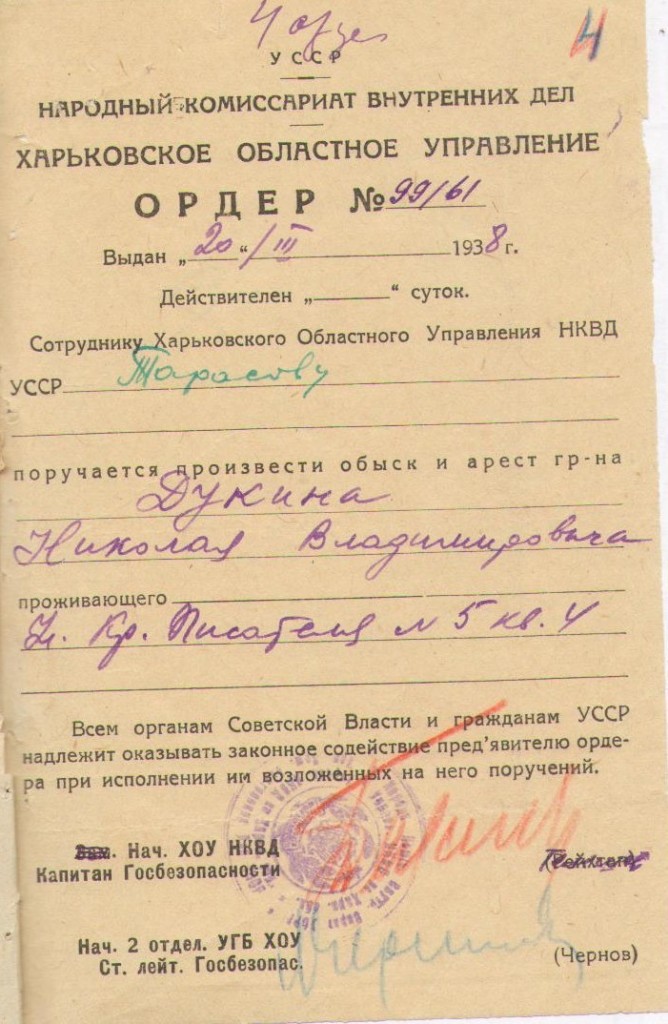 4
УССР
НАРОДНЫЙ КОМИССАРИАТ ВНУТРЕННИХ ДЕЛ
ХАРЬКОВСКОЕ ОБЛАСТНОЕ УПРАВЛЕНИЕ
ОРДЕР № 99/61
Выдан „20“ /III 1938 г.
Действителен „ “ суток.
Сотруднику Харьковского Областного Управления НКВД
УССР Тарасову
поручается произвести обыск и арест гр-на
Дукина
Николая Владимировича
проживающего
Ул. Кр. Писателя N 5 кв. 4
Всем органам Советской Власти и гражданам УССР
надлежит оказывать законное содействие пред'явителю орде-
ра при исполнении им возложенных на него поручений.
Зам. Нач. ХОУ НКВД
Капитан Госбезопасности
Нач. 2 отдел. УГБ ХОУ
Ст. лейт. Госбезопас.
(Чернов)